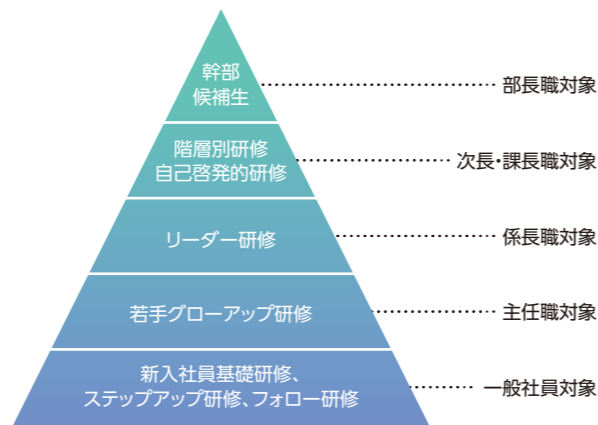 幹部
候補生
部長職対象
階層別研修
自己啓発的研修
次長・課長職対象
リーダー研修
係長職対象
若手グローアップ研修
主任職対象
新入社員基礎研修、
ステップアップ研修、フォロー研修
一般社員対象